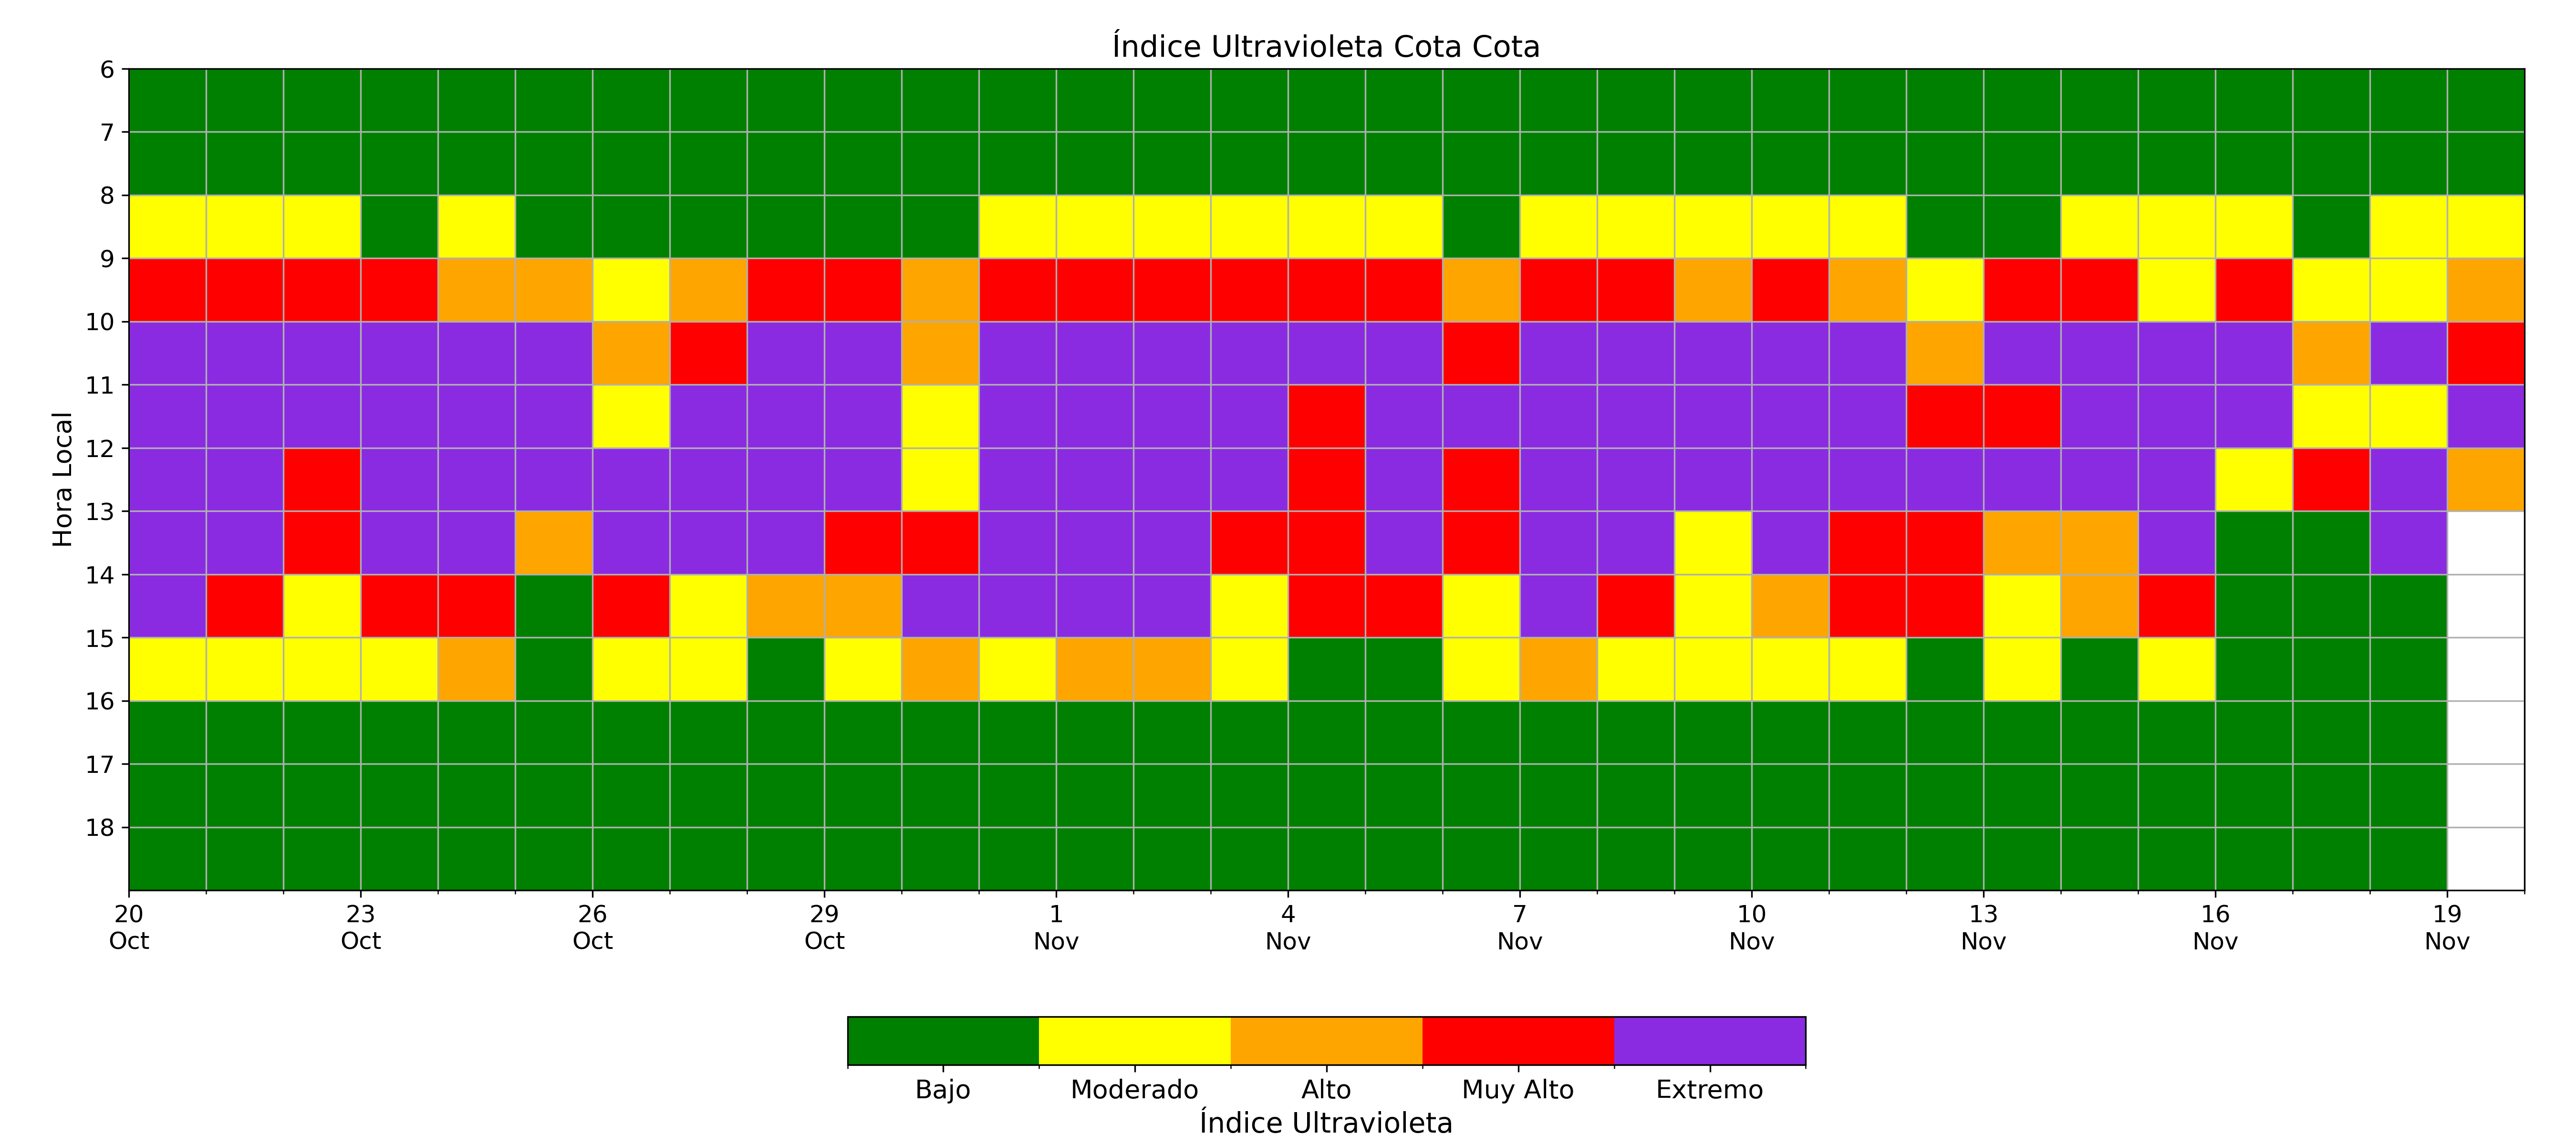 Índice Ultravioleta Cota Cota
Hora Local
6
7
8
9
10
11
12
13
14
15
16
17
18
20 23 26 29 1 4 7 10 13 16 19
Oct Oct Oct Oct Nov Nov Nov Nov Nov Nov Nov
Bajo Moderado Alto Muy Alto Extremo
Índice Ultravioleta